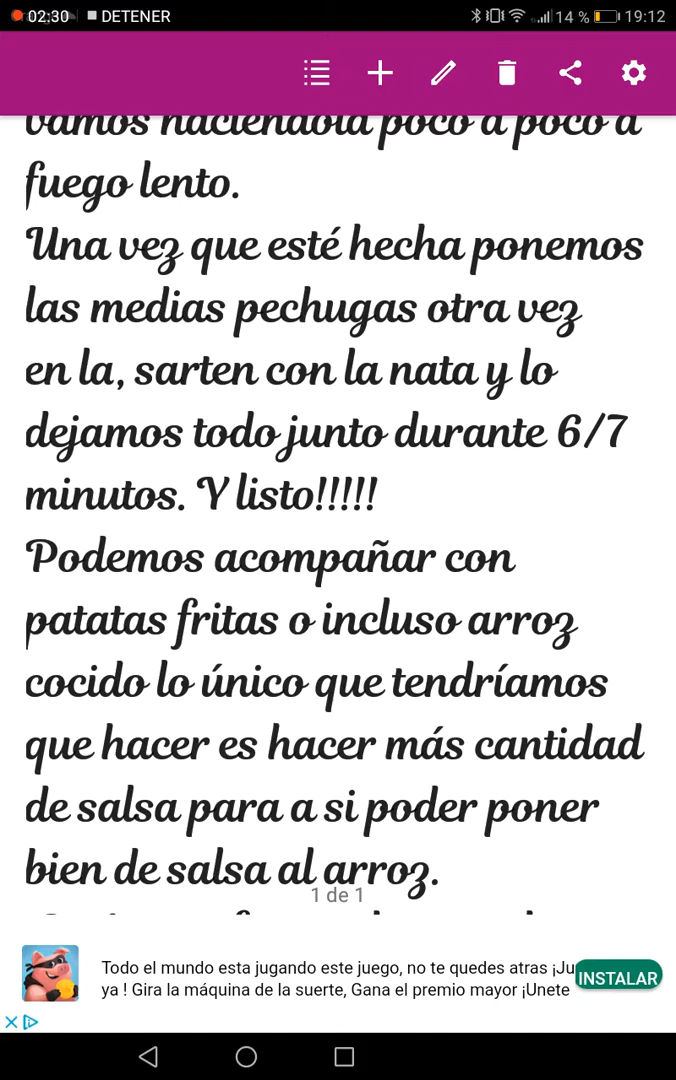 02:30 DETENER 14 % 19:12
vamos haciendola poco a poco a
fuego lento.
Una vez que esté hecha ponemos
las medias pechugas otra vez
en la, sarten con la nata y lo
dejamos todo junto durante 6/7
minutos. Y listo!!!!!
Podemos acompañar con
patatas fritas o incluso arroz
cocido lo único que tendríamos
que hacer es hacer más cantidad
de salsa para a si poder poner
bien de salsa al arroz.
1 de 1
Todo el mundo esta jugando este juego, no te quedes atras ¡Ju
ya ! Gira la máquina de la suerte, Gana el premio mayor ¡Unete
INSTALAR